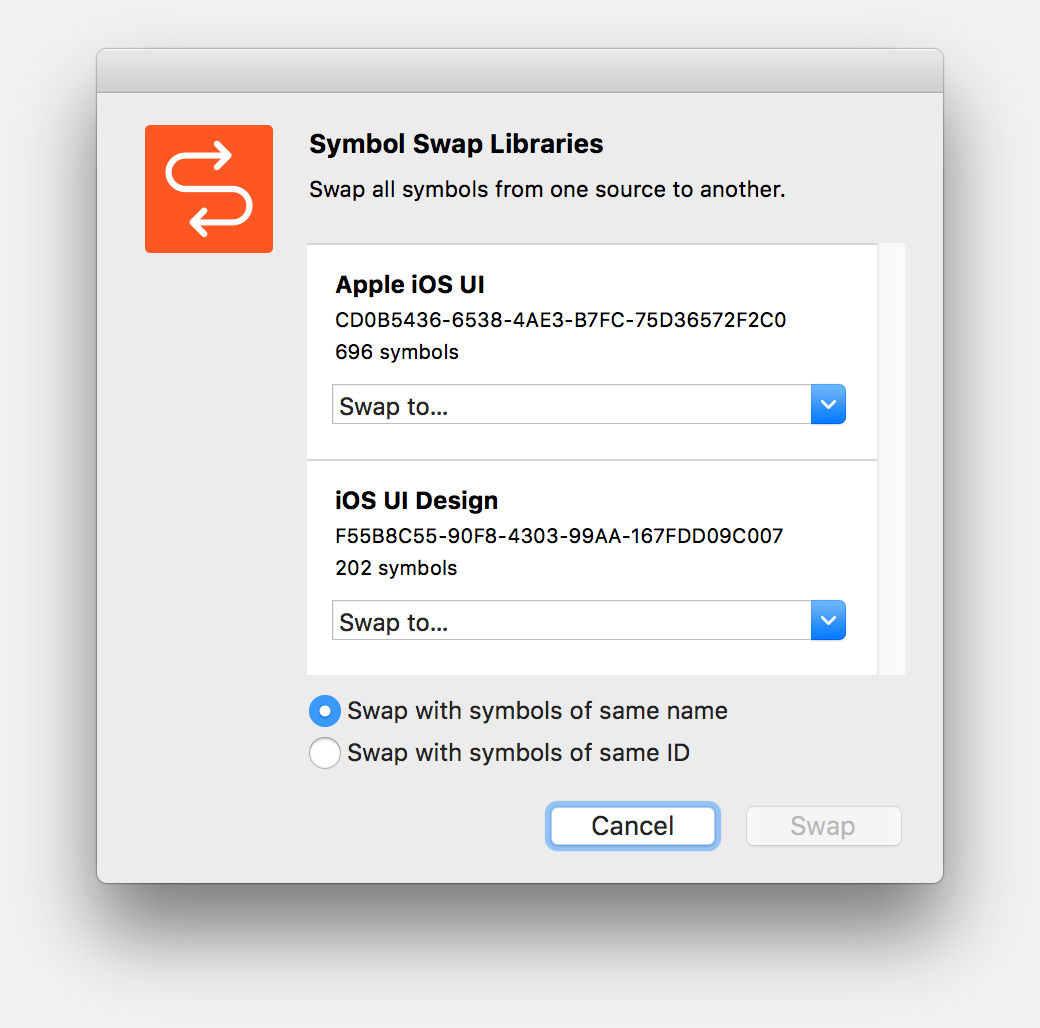 Symbol Swap Libraries
Swap all symbols from one source to another.
Apple iOS UI
CD0B5436-6538-4AE3-B7FC-75D36572F2C0
696 symbols
Swap to...
iOS UI Design
F55B8C55-90F8-4303-99AA-167FDD09C007
202 symbols
Swap to...
Swap with symbols of same name
Swap with symbols of same ID
Cancel
Swap